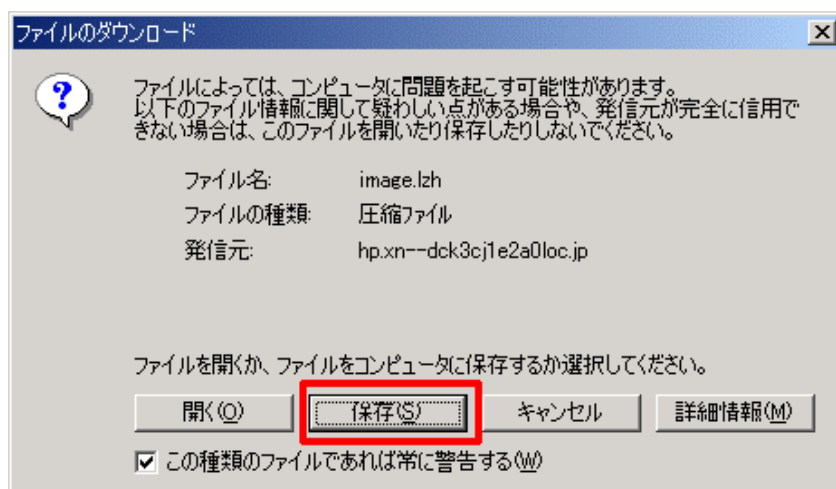 ファイルのダウンロード
?
ファイルによっては、コンピュータに問題を起こす可能性があります。
以下のファイル情報に関して疑わしい点がある場合や、発信元が完全に信用で
きない場合は、このファイルを開いたり保存したりしないでください。
ファイル名: image.lzh
ファイルの種類: 圧縮ファイル
発信元: hp.xn--dck3cj1e2a0loc.jp
ファイルを開くか、ファイルをコンピュータに保存するか選択してください。
開く(O) 保存(S) キャンセル 詳細情報(M)
この種類のファイルであれば常に警告する(W)